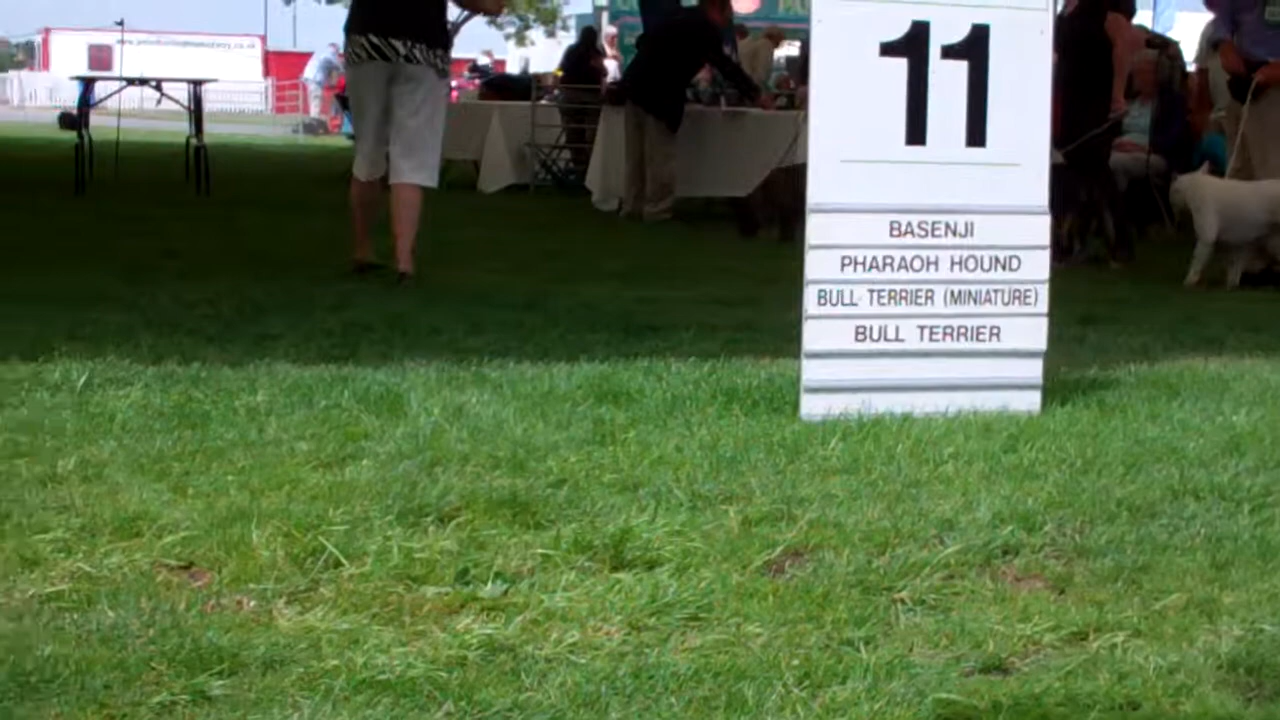 11
BASENJI
PHARAOH HOUND
BULL TERRIER (MINIATURE)
BULL TERRIER